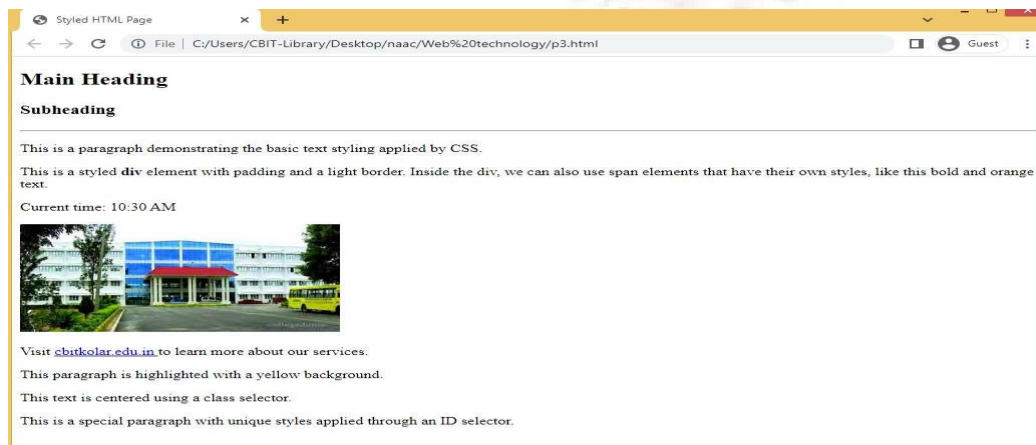 Styled HTML Page
File | C:/Users/CBIT-Library/Desktop/naac/Web%20technology/p3.html
Guest
Main Heading
Subheading
This is a paragraph demonstrating the basic text styling applied by CSS.
This is a styled div element with padding and a light border. Inside the div, we can also use span elements that have their own styles, like this bold and orange
text.
Current time: 10:30 AM
Visit cbitkolar.edu.in to learn more about our services.
This paragraph is highlighted with a yellow background.
This text is centered using a class selector.
This is a special paragraph with unique styles applied through an ID selector.